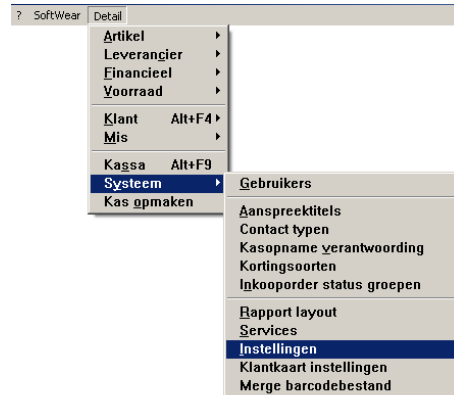 ? SoftWear Detail
Artikel
Leverancier
Financieel
Voorraad
Klant Alt+F4
Mis
Kassa Alt+F9
Systeem
Kas opmaken
Gebruikers
Aanspreektitels
Contact typen
Kasopname verantwoording
Kortingsoorten
Inkooporder status groepen
Rapport layout
Services
Instellingen
Klantkaart instellingen
Merge barcodebestand